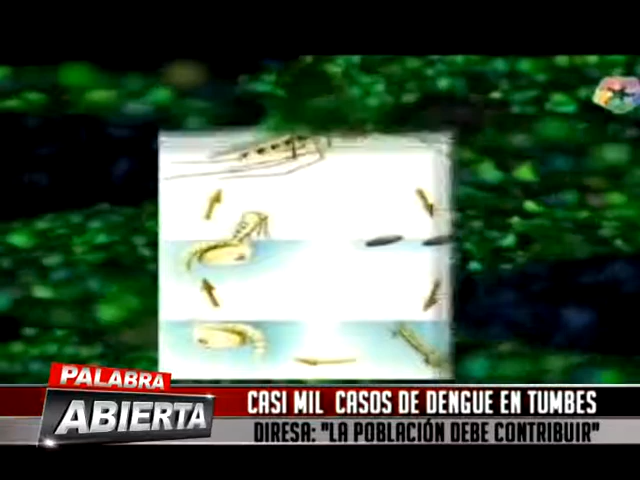 PALABRA
ABIERTA
CASI MIL CASOS DE DENGUE EN TUMBES
DIRESA: "LA POBLACIÓN DEBE CONTRIBUIR"